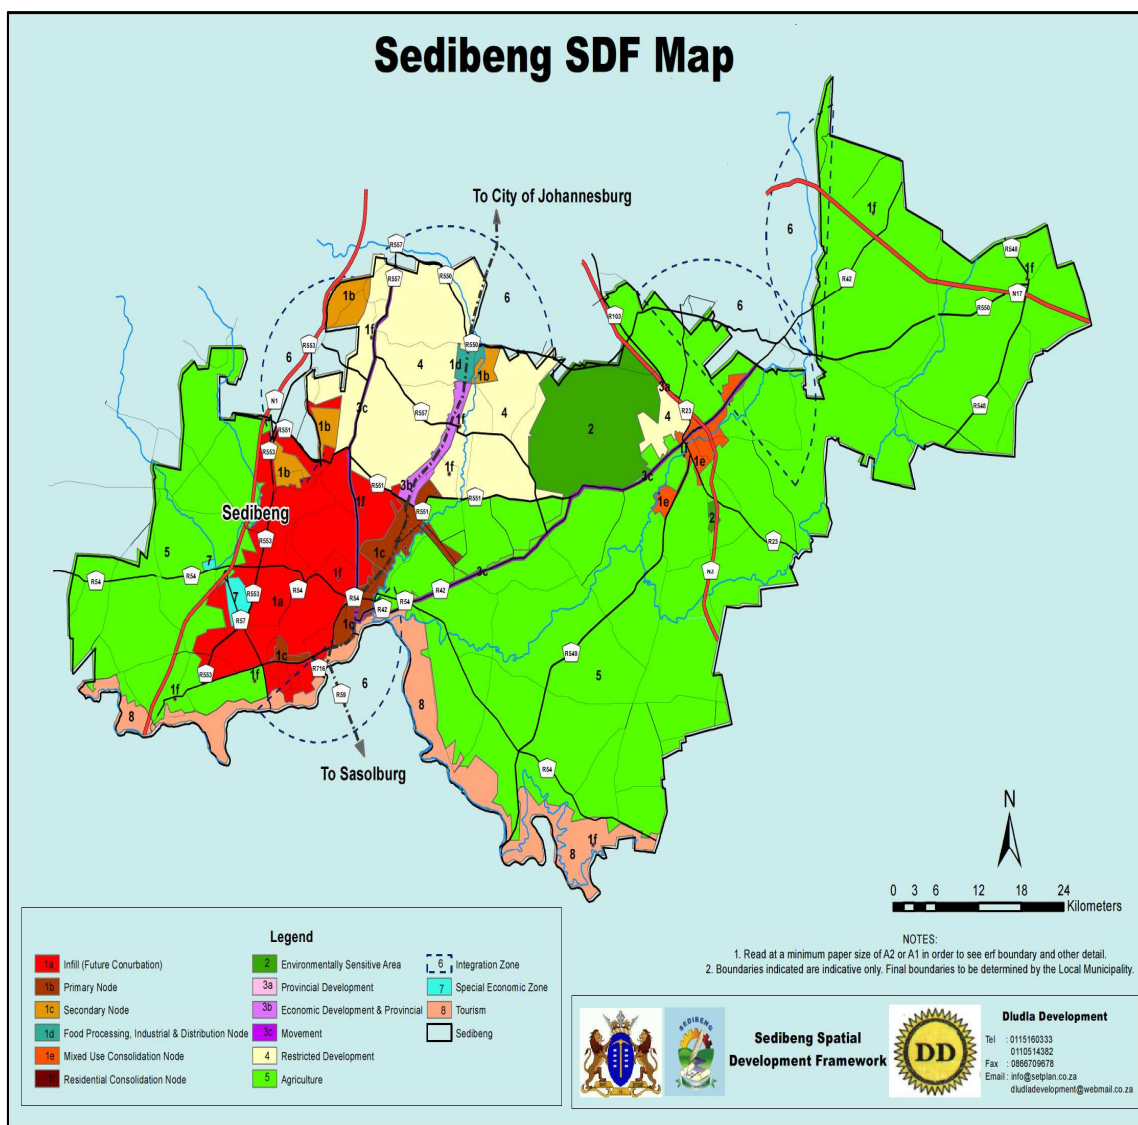 Sedibeng SDF Map
To City of Johannesburg
R557
R557
R550
6
1b
1f
R553
6
4
R550
1d
1b
6
1f
R548
1f
N17
R550
R42
R103
6
N1
3c
R557
1f
4
3a
R23
4
R548
1b
R551
R553
2
1f
1e
3c
1b
R551
3b
R551
1f
R551
1e
2
Sedibeng
R553
5
7
1c
3c
R23
N3
R54
R54
7
R553
R54
1f
R54
R42
R54
R42
1a
R57
1c
1c
R553
1f
1f
R716
6
R59
R549
5
8
8
To Sasolburg
R54
1f
8
N
0 3 6 12 18 24
Kilometers
NOTES:
1. Read at a minimum paper size of A2 or A1 in order to see erf boundary and other detail.
2. Boundaries indicated are indicative only. Final boundaries to be determined by the Local Municipality.
Legend
1a Infill (Future Conurbation)
1b Primary Node
1c Secondary Node
1d Food Processing, Industrial & Distribution Node
1e Mixed Use Consolidation Node
Residential Consolidation Node
2 Environmentally Sensitive Area
3a Provincial Development
3b Economic Development & Provincial
3c Movement
4 Restricted Development
5 Agriculture
6 Integration Zone
7 Special Economic Zone
8 Tourism
Sedibeng
SEDIBENG
Sedibeng Spatial
Development Framework
DD
Dludla Development
Tel : 0115160333
0110514382
Fax : 0866709678
Email : info@setplan.co.za
dludladevelopment@webmail.co.za